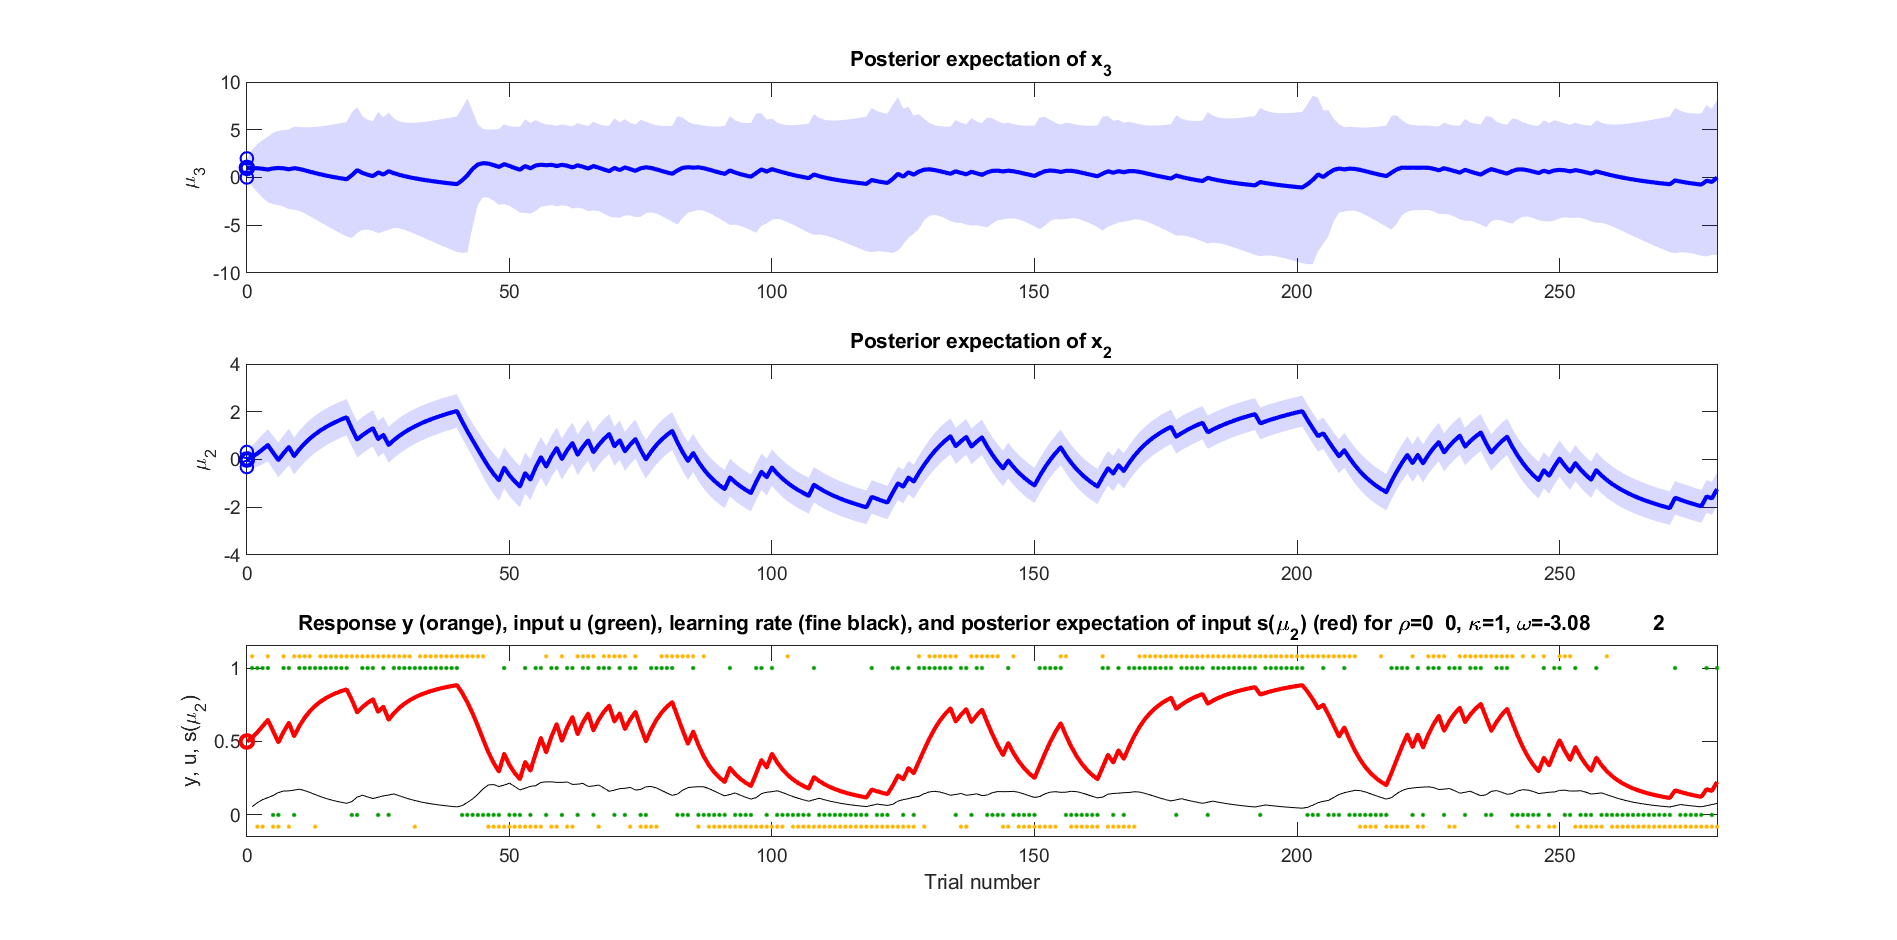 Posterior expectation of x3
10
5
0
-5
-10
μ3
0 50 100 150 200 250
Posterior expectation of x2
4
2
0
-2
-4
μ2
0 50 100 150 200 250
Response y (orange), input u (green), learning rate (fine black), and posterior expectation of input s(μ2) (red) for ρ=0 0, κ=1, ω=-3.08 2
1
0.5
0
y, u, s(μ2)
0 50 100 150 200 250
Trial number